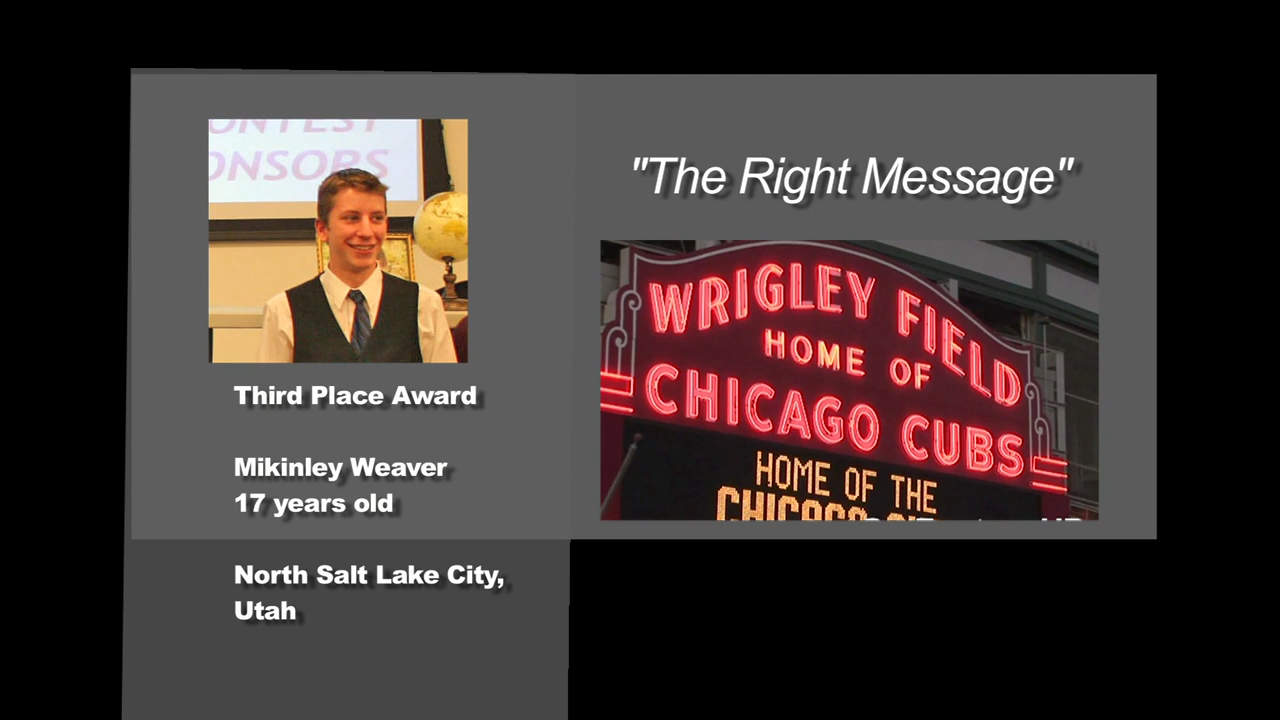 ONTEST
ONSORS
Third Place Award
Mikinley Weaver
17 years old
North Salt Lake City,
Utah
"The Right Message"
WRIGLEY FIELD
HOME OF
CHICAGO CUBS
HOME OF THE
CHICAGO